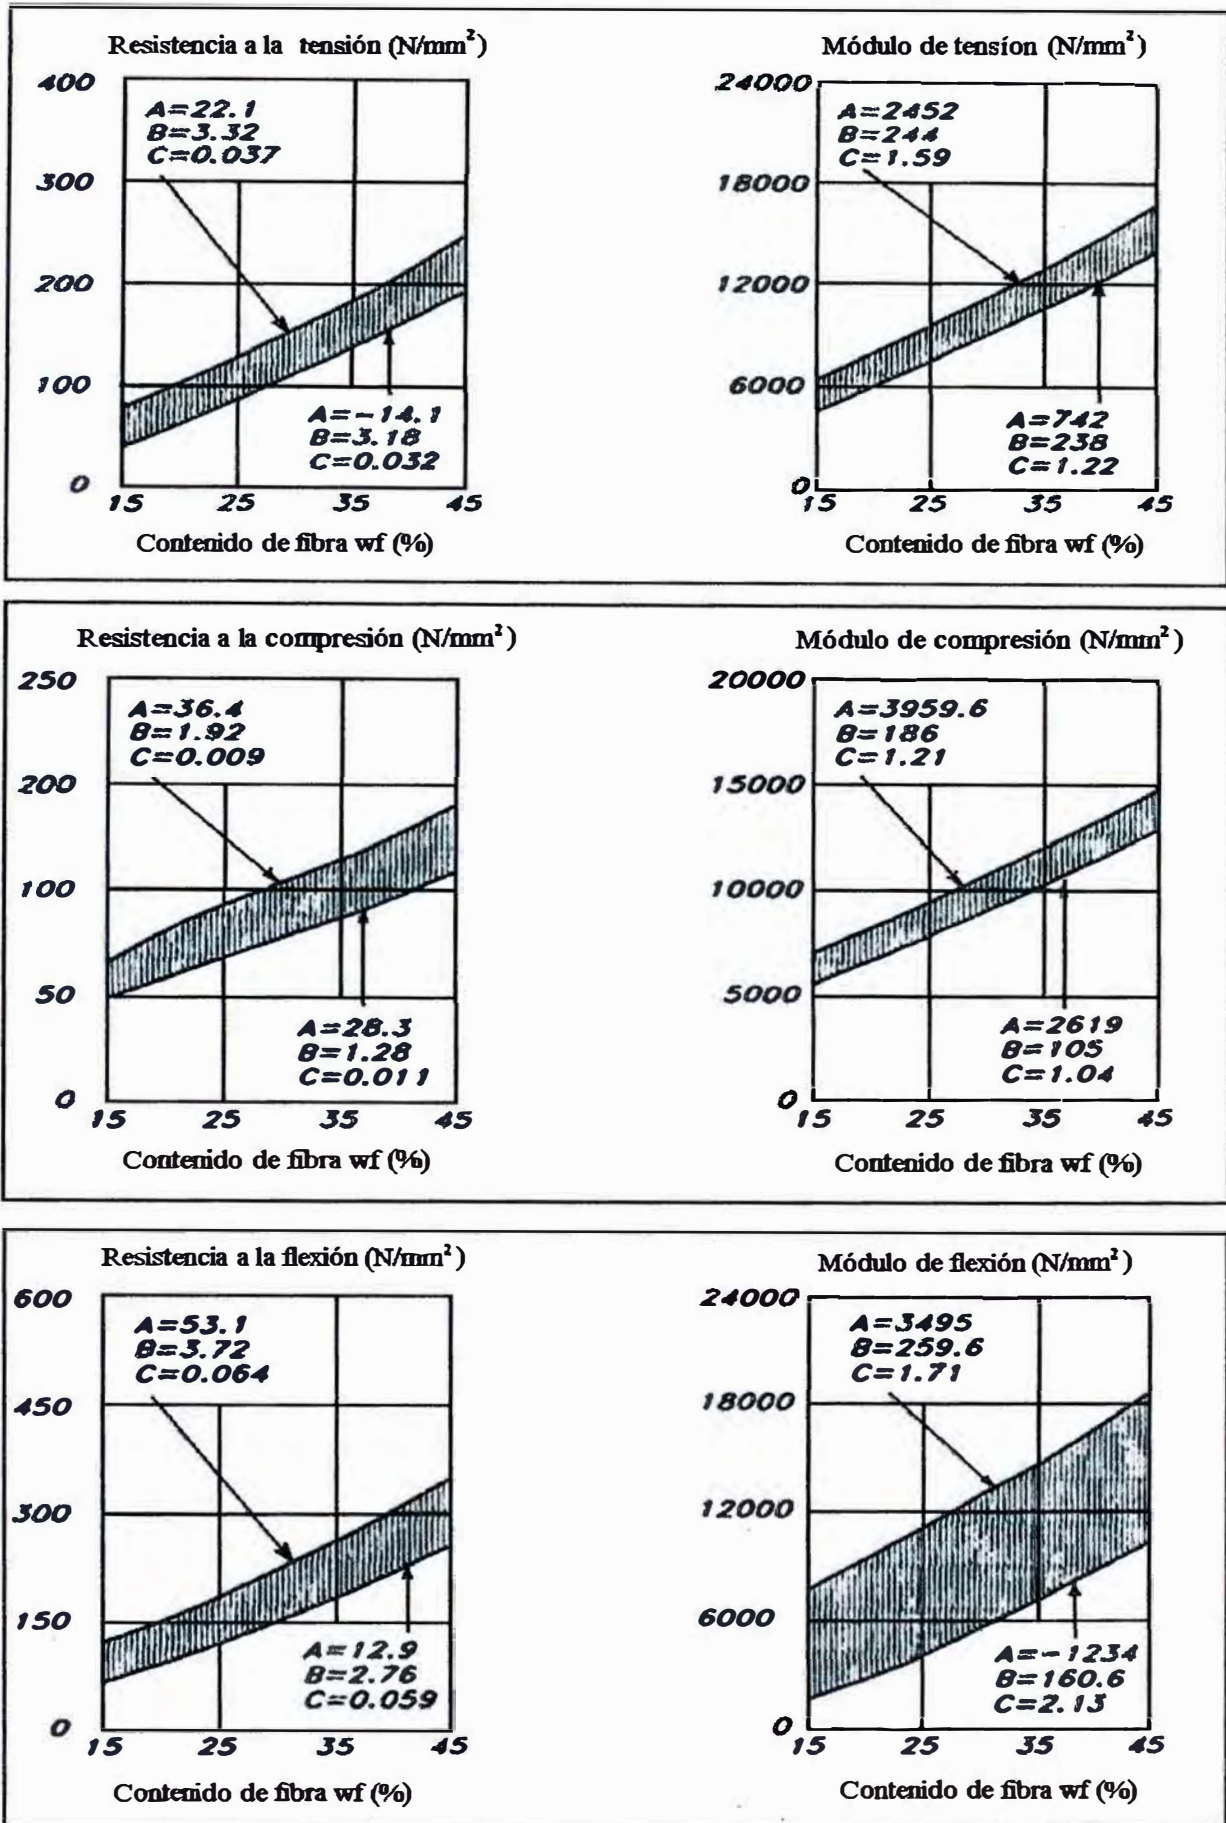 Resistencia a la tensión (N/mm²)
400
300
200
100
0
A=22.1
B=3.32
C=0.037
A=-14.1
B=3.18
C=0.032
15 25 35 45
Contenido de fibra wf (%)
Módulo de tensíon (N/mm²)
24000
18000
12000
6000
0
A=2452
B=244
C=1.59
A=742
B=238
C=1.22
15 25 35 45
Contenido de fibra wf (%)
Resistencia a la compresión (N/mm²)
250
200
100
50
0
A=36.4
B=1.92
C=0.009
A=28.3
B=1.28
C=0.011
15 25 35 45
Contenido de fibra wf (%)
Módulo de compresión (N/mm²)
20000
15000
10000
5000
0
A=3959.6
B=186
C=1.21
A=2619
B=105
C=1.04
15 25 35 45
Contenido de fibra wf (%)
Resistencia a la flexión (N/mm²)
600
450
300
150
0
A=53.1
B=3.72
C=0.064
A=12.9
B=2.76
C=0.059
15 25 35 45
Contenido de fibra wf (%)
Módulo de flexión (N/mm²)
24000
18000
12000
6000
0
A=3495
B=259.6
C=1.71
A=-1234
B=160.6
C=2.13
15 25 35 45
Contenido de fibra wf (%)